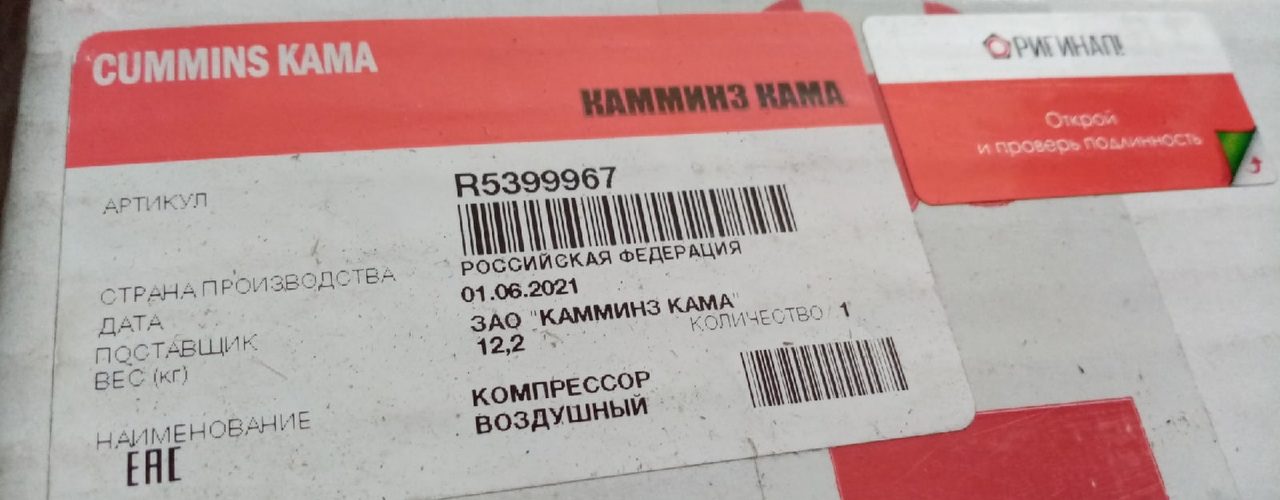 CUMMINS КАМА
КАММИНЗ КАМА
ОРИГИНАЛ!
Открой
и проверь подлинность
АРТИКУЛ R5399967
СТРАНА ПРОИЗВОДСТВА РОССИЙСКАЯ ФЕДЕРАЦИЯ
ДАТА 01.06.2021
ПОСТАВЩИК ЗАО "КАММИНЗ КАМА"
ВЕС (кг) 12,2 КОЛИЧЕСТВО 1
НАИМЕНОВАНИЕ КОМПРЕССОР
ВОЗДУШНЫЙ
EAC